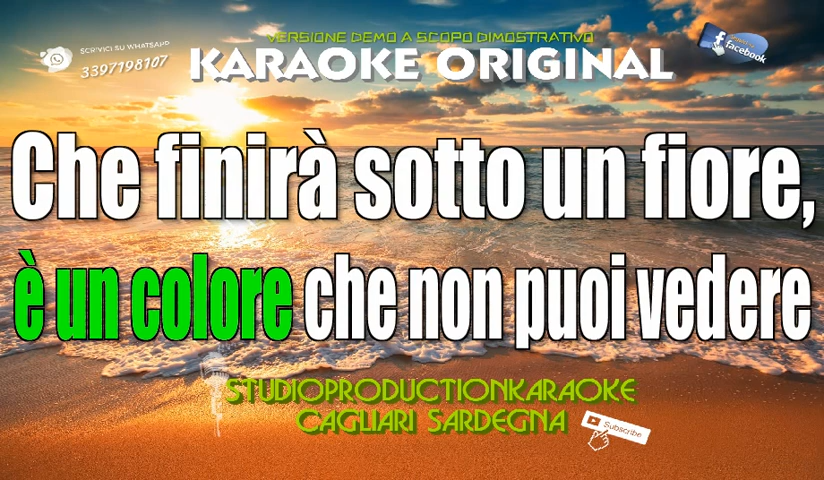 VERSIONE DEMO A SCOPO DIMOSTRATIVO
SCRIVICI SU WHATSAPP
3397198107
KARAOKE ORIGINAL
facebook
Che finirà sotto un fiore,
è un colore che non puoi vedere
STUDIOPRODUCTIONKARAOKE
CAGLIARI SARDEGNA
Subscribe